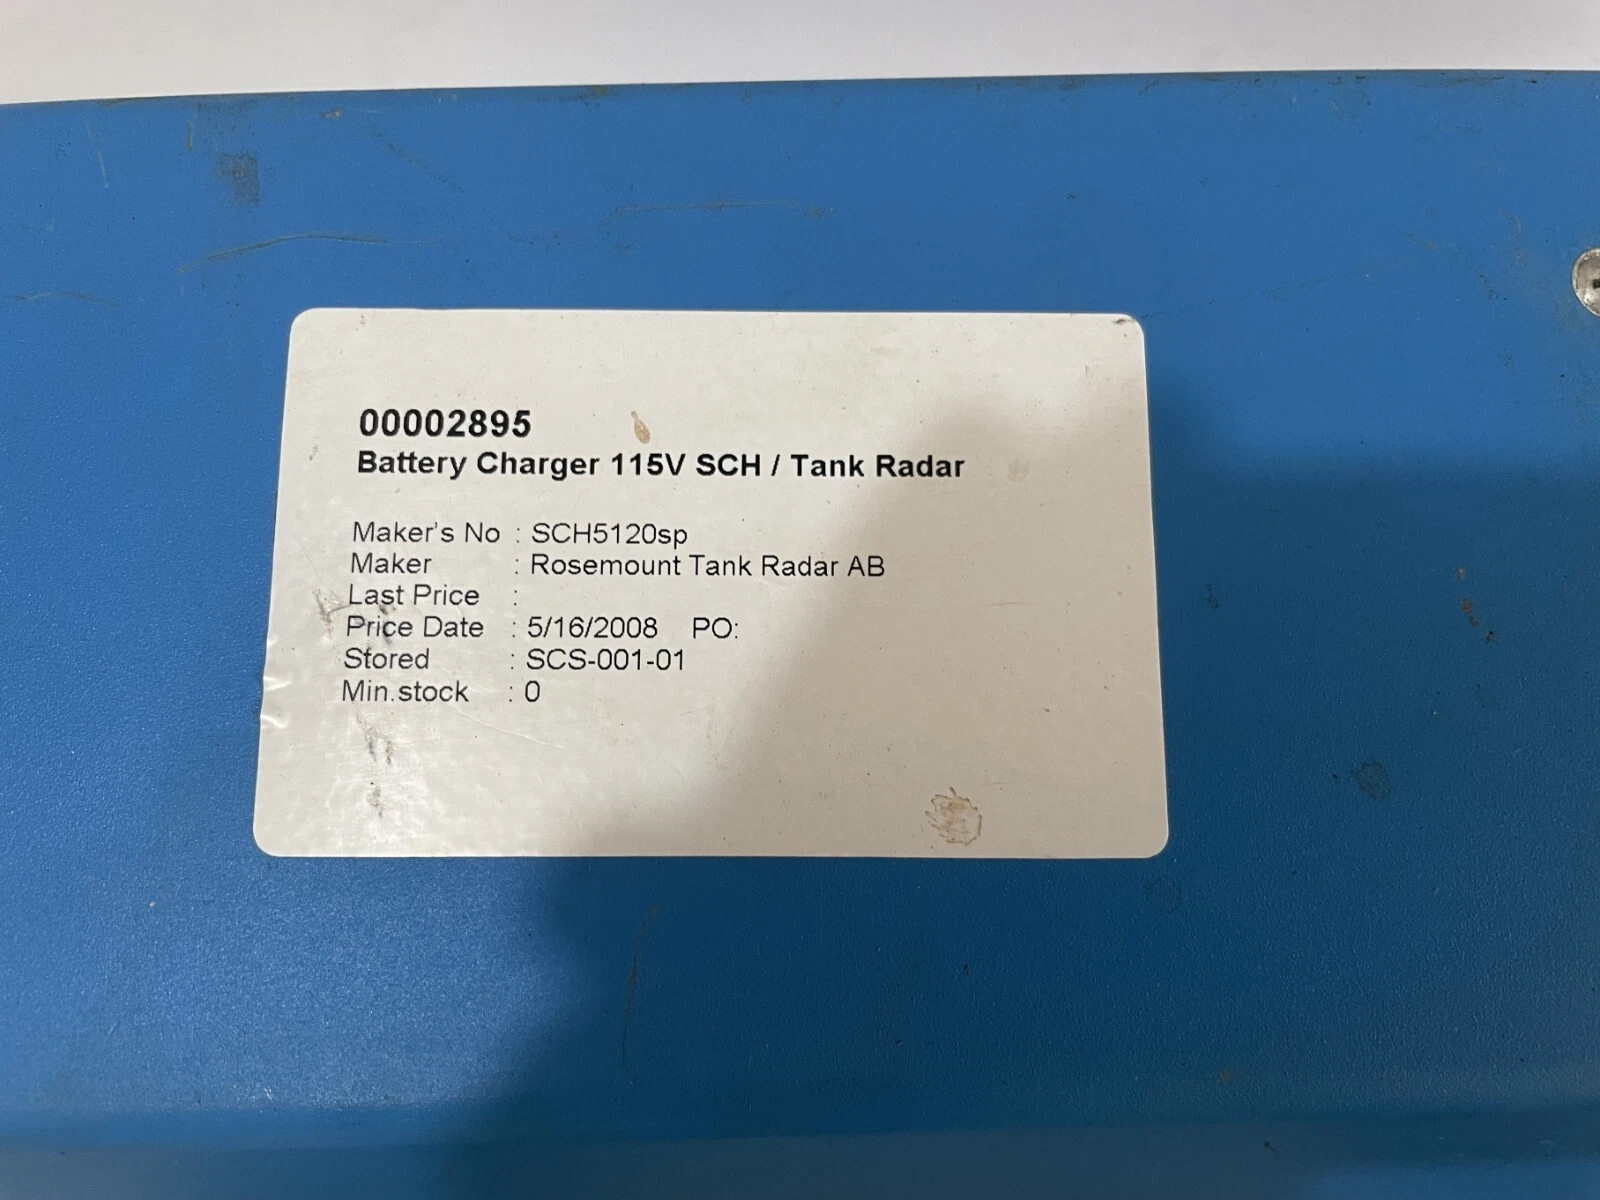 00002895
Battery Charger 115V SCH / Tank Radar
Maker's No : SCH5120sp
Maker : Rosemount Tank Radar AB
Last Price :
Price Date : 5/16/2008 PO:
Stored : SCS-001-01
Min.stock : 0